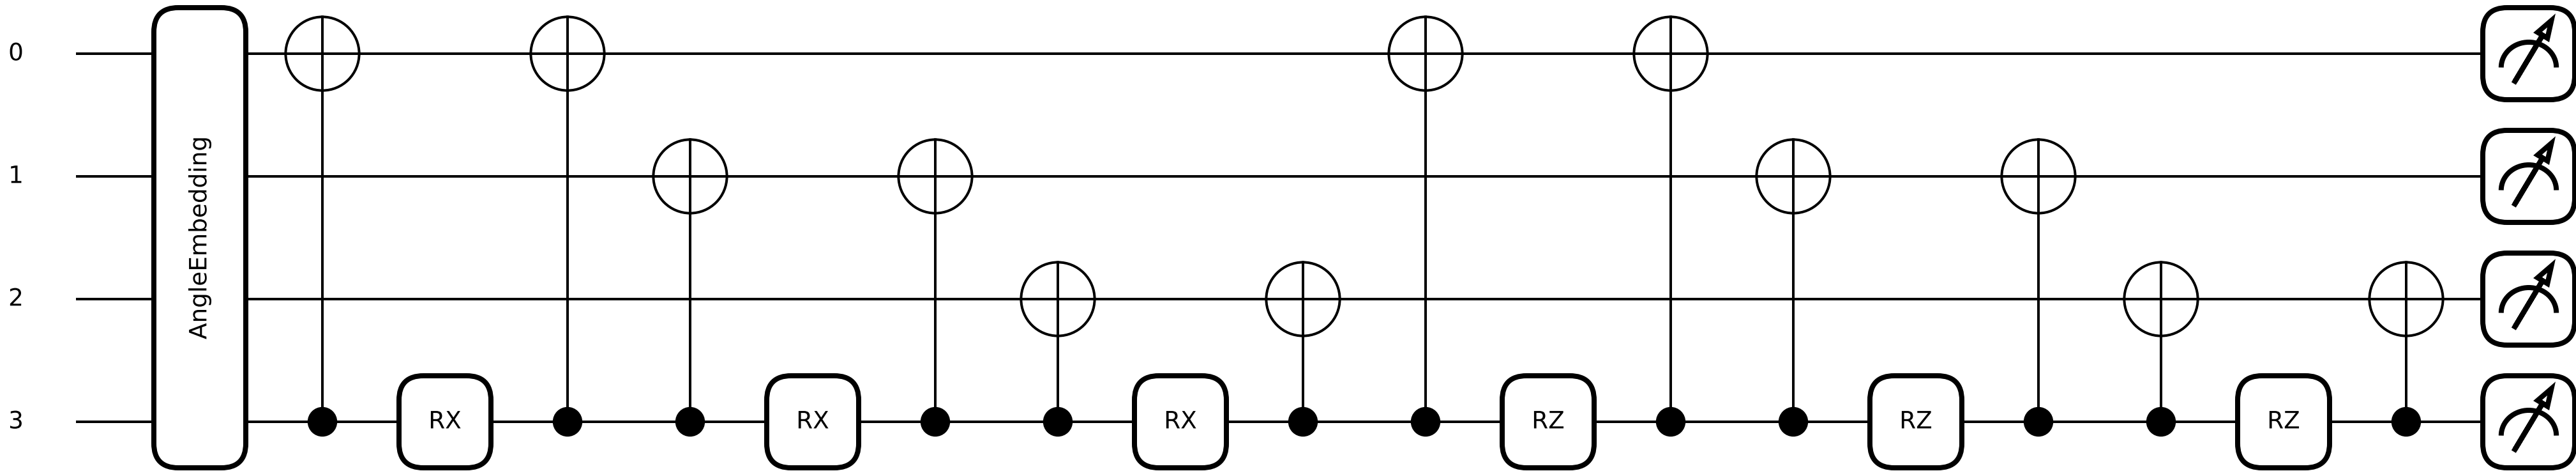 0
1
2
3
AngleEmbedding
RX
RX
RX
RZ
RZ
RZ